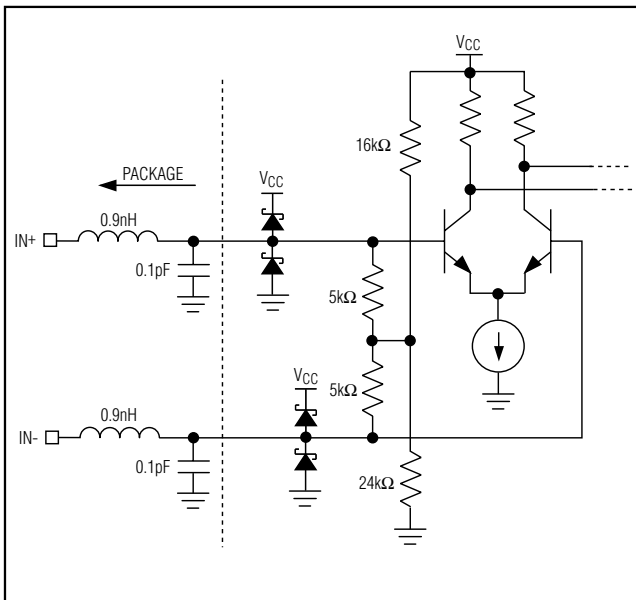 VCC
16kΩ
PACKAGE
VCC
0.9nH
IN+
0.1pF
5kΩ
VCC
5kΩ
0.9nH
IN-
0.1pF
24kΩ